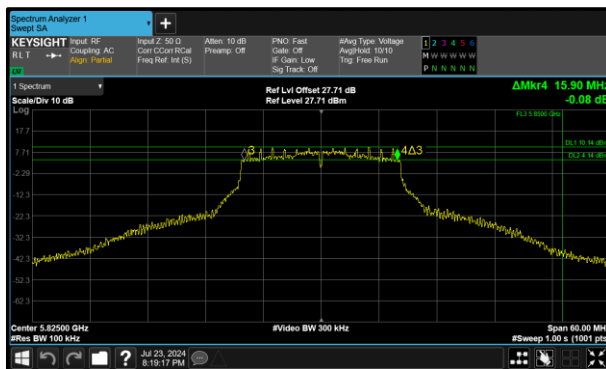 Spectrum Analyzer 1
Swept SA
+
KEYSIGHT Input: RF Input Z: 50 Ω Atten: 10 dB PNO: Fast #Avg Type: Voltage 1 2 3 4 5 6
RLT Coupling: AC Corr CCorr RCal Preamp: Off Gate: Off Avg|Hold: 10/10 M W W W W W
Align: Partial Freq Ref: Int (S) IF Gain: Low Trig: Free Run P N N N N N
LXI Sig Track: Off
1 Spectrum Ref Lvl Offset 27.71 dB ΔMkr4 15.90 MHz
Scale/Div 10 dB Ref Level 27.71 dBm -0.08 dB
Log FL3 5.8500 GHz
17.7
DL1 10.14 dBm
7.71 3 4Δ3
DL2 4.14 dBm
-2.29
-12.3
-22.3
-32.3
-42.3
-52.3
-62.3
Center 5.82500 GHz #Video BW 300 kHz Span 60.00 MHz
#Res BW 100 kHz #Sweep 1.00 s (1001 pts)
? Jul 23, 2024
8:19:17 PM